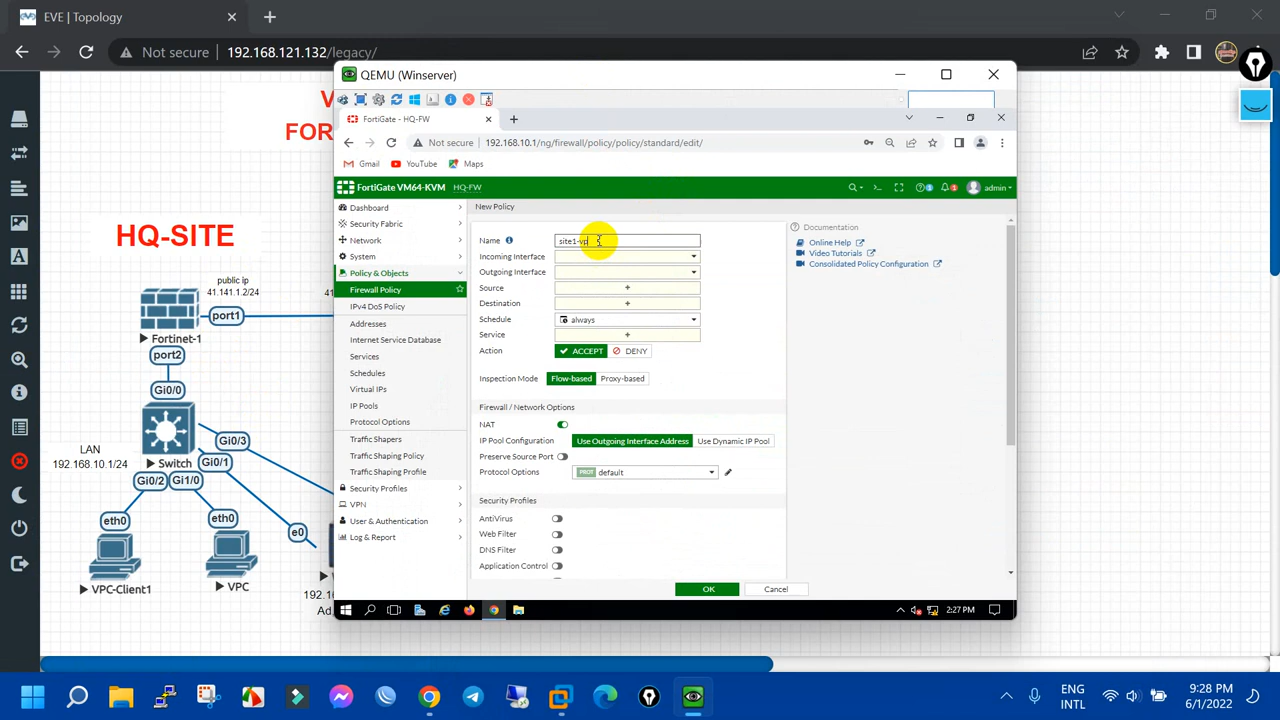 EVE | Topology
Not secure 192.168.121.132/legacy/
QEMU (Winserver)
FortiGate - HQ-FW
Not secure 192.168.10.1/ng/firewall/policy/policy/standard/edit/
Gmail YouTube Maps
FortiGate VM64-KVM HQ-FW
admin
V
FOR
HQ-SITE
public ip
41.141.1.2/24
port1
Fortinet-1
port2
Gi0/0
LAN
192.168.10.1/24
Switch
Gi0/3
Gi0/1
Gi0/2
Gi1/0
eth0
eth0
e0
VPC-Client1
VPC
Ad
Dashboard
Security Fabric
Network
System
Policy & Objects
Firewall Policy
IPv4 DoS Policy
Addresses
Internet Service Database
Services
Schedules
Virtual IPs
IP Pools
Protocol Options
Traffic Shapers
Traffic Shaping Policy
Traffic Shaping Profile
Security Profiles
VPN
User & Authentication
Log & Report
New Policy
Name site1-vp
Incoming Interface
Outgoing Interface
Source
Destination
Schedule always
Service
Action ACCEPT DENY
Inspection Mode Flow-based Proxy-based
Firewall / Network Options
NAT
IP Pool Configuration Use Outgoing Interface Address Use Dynamic IP Pool
Preserve Source Port
Protocol Options PROT default
Security Profiles
AntiVirus
Web Filter
DNS Filter
Application Control
OK Cancel
Documentation
Online Help
Video Tutorials
Consolidated Policy Configuration
2:27 PM
ENG
INTL
9:28 PM
6/1/2022